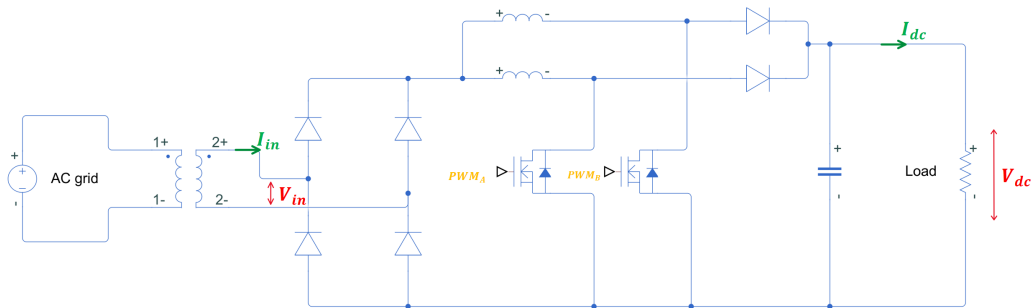 + -
I_dc
+ -
1+ 2+
I_in
+
AC grid
PWM_A
PWM_B
+
Load
+
V_dc
-
1- 2-
V_in
-
-